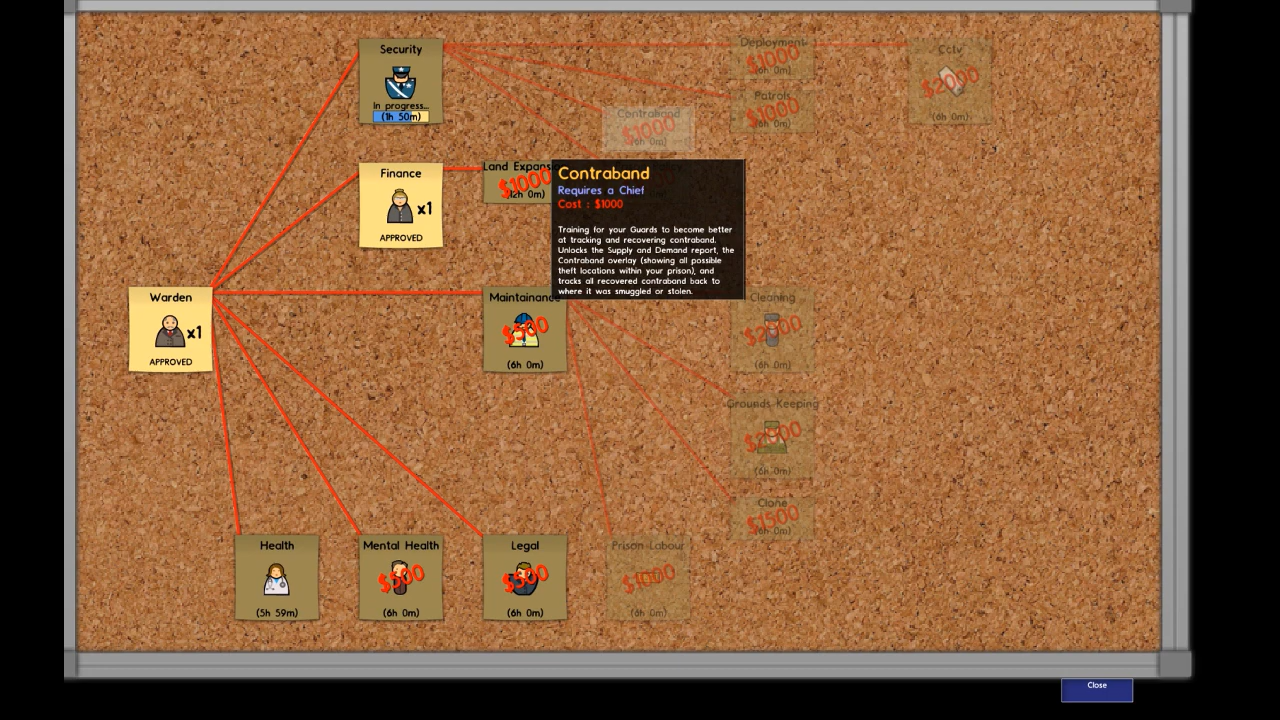 Security
In progress...
(1h 50m)
Deployment
$1000
(6h 0m)
Cctv
$2000
(6h 0m)
Patrols
$1000
(6h 0m)
Contraband
$1000
(6h 0m)
Finance
x1
APPROVED
Land Expans
$1000
(12h 0m)
Contraband
Requires a Chief
Cost : $1000
Training for your Guards to become better
at tracking and recovering contraband.
Unlocks the Supply and Demand report, the
Contraband overlay (showing all possible
theft locations within your prison), and
tracks all recovered contraband back to
where it was smuggled or stolen.
Warden
x1
APPROVED
Maintainance
$500
(6h 0m)
Cleaning
$2000
(6h 0m)
Grounds Keeping
$2000
(6h 0m)
Clone
$1500
(6h 0m)
Health
(5h 59m)
Mental Health
$500
(6h 0m)
Legal
$500
(6h 0m)
Prison Labour
$1000
(6h 0m)
Close